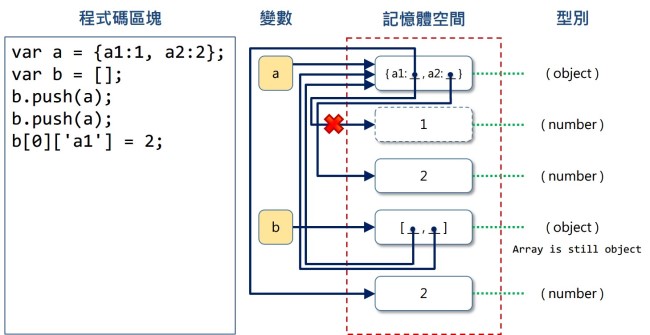 程式碼區塊
變數
記憶體空間
型別
var a = {a1:1, a2:2};
var b = [];
b.push(a);
b.push(a);
b[0]['a1'] = 2;
a
{ a1: _ , a2: _ }
( object )
1
( number )
2
( number )
b
[ _ , _ ]
( object )
Array is still object
2
( number )